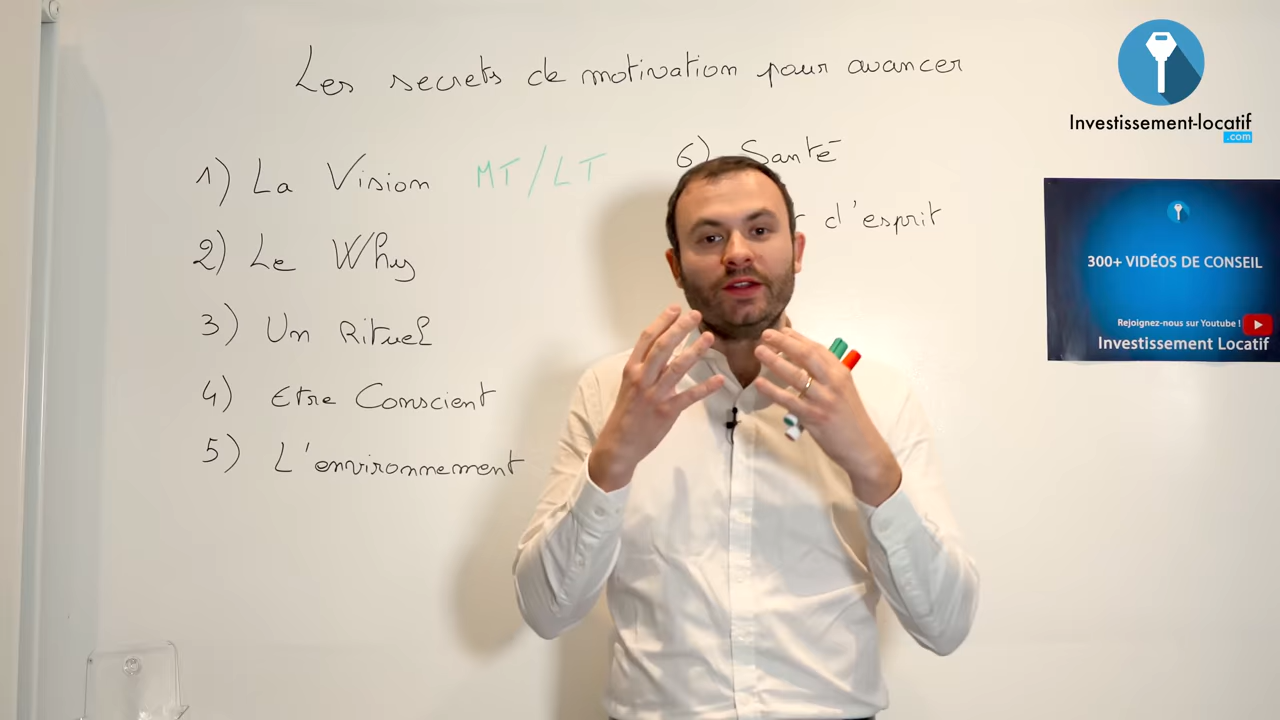 Les secrets de motivation pour avancer
1) La Vision MT/LT
2) Le Why
3) Un Rituel
4) Etre Conscient
5) L'environnement
6) Santé
d'esprit
Investissement-locatif
.com
300+ VIDÉOS DE CONSEIL
Rejoignez-nous sur Youtube !
Investissement Locatif